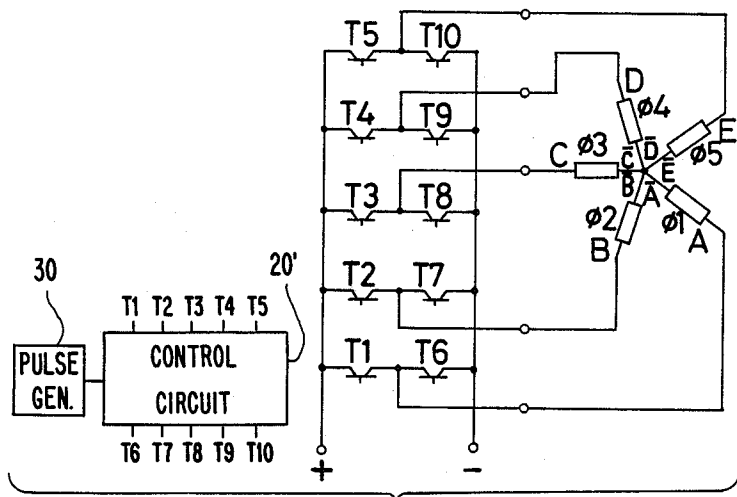 T5 T10
T4 T9
T3 T8
T2 T7
T1 T6
+ -
D
ø4
E
ø5
C ø3
C̅ D̅
B̅ A̅ E̅
ø2
B
ø1
A
30
20'
T1 T2 T3 T4 T5
PULSE
GEN.
CONTROL
CIRCUIT
T6 T7 T8 T9 T10